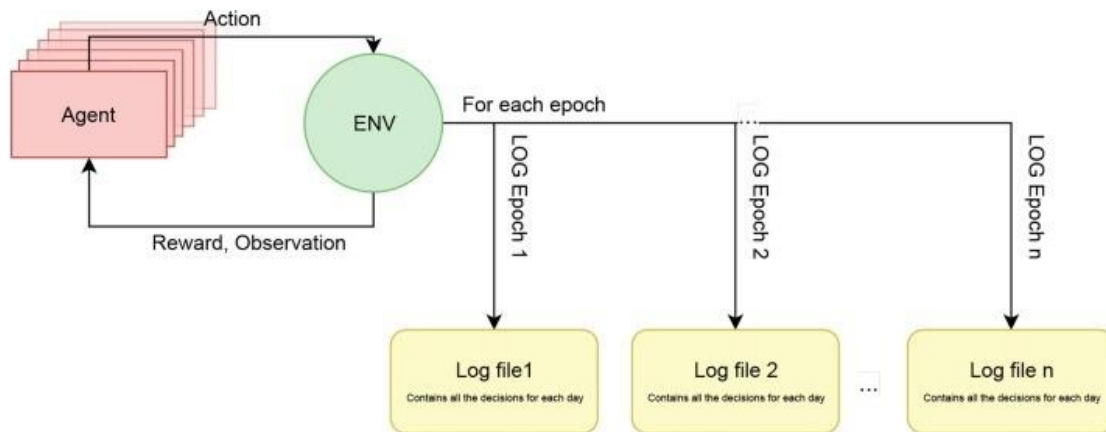 Action
Agent
ENV
For each epoch
...
LOG Epoch 1
LOG Epoch 2
LOG Epoch n
Reward, Observation
Log file1
Contains all the decisions for each day
Log file 2
Contains all the decisions for each day
...
Log file n
Contains all the decisions for each day